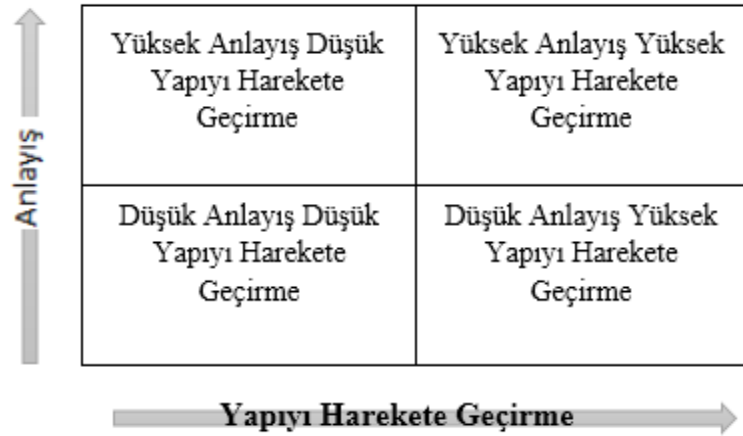 Yüksek Anlayış Düşük
Yapıyı Harekete
Geçirme
Yüksek Anlayış Yüksek
Yapıyı Harekete
Geçirme
Anlayış
Düşük Anlayış Düşük
Yapıyı Harekete
Geçirme
Düşük Anlayış Yüksek
Yapıyı Harekete
Geçirme
Yapıyı Harekete Geçirme